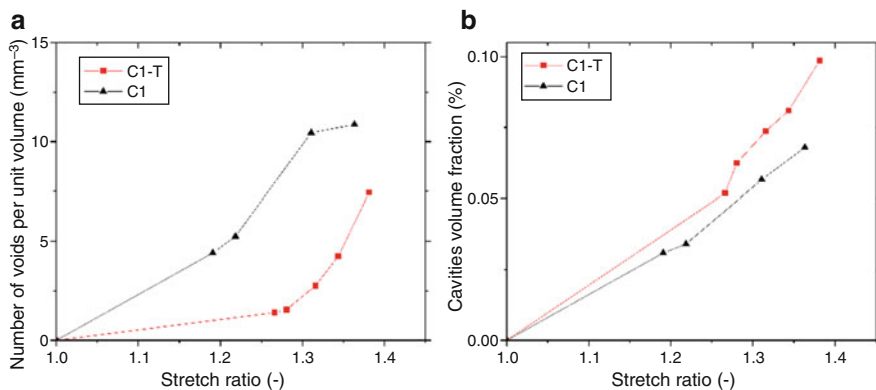 a
Number of voids per unit volume (mm⁻³)
15
10
5
0
1.0
1.1
1.2
1.3
1.4
Stretch ratio (-)
C1-T
C1
b
Cavities volume fraction (%)
0.10
0.05
0.00
1.0
1.1
1.2
1.3
1.4
Stretch ratio (-)
C1-T
C1